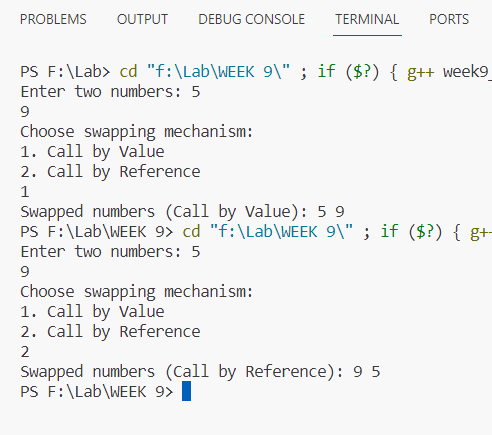 PROBLEMS OUTPUT DEBUG CONSOLE TERMINAL PORTS
PS F:\Lab> cd "f:\Lab\WEEK 9\" ; if ($?) { g++ week9_
Enter two numbers: 5
9
Choose swapping mechanism:
1. Call by Value
2. Call by Reference
1
Swapped numbers (Call by Value): 5 9
PS F:\Lab\WEEK 9> cd "f:\Lab\WEEK 9\" ; if ($?) { g++
Enter two numbers: 5
9
Choose swapping mechanism:
1. Call by Value
2. Call by Reference
2
Swapped numbers (Call by Reference): 9 5
PS F:\Lab\WEEK 9>